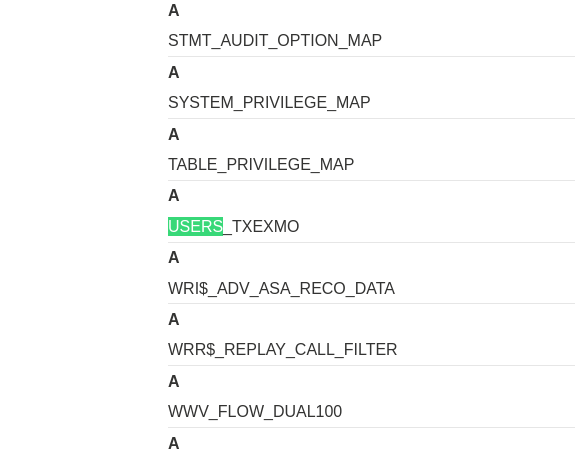 A
STMT_AUDIT_OPTION_MAP
A
SYSTEM_PRIVILEGE_MAP
A
TABLE_PRIVILEGE_MAP
A
USERS_TXEXMO
A
WRI$_ADV_ASA_RECO_DATA
A
WRR$_REPLAY_CALL_FILTER
A
WWV_FLOW_DUAL100
A